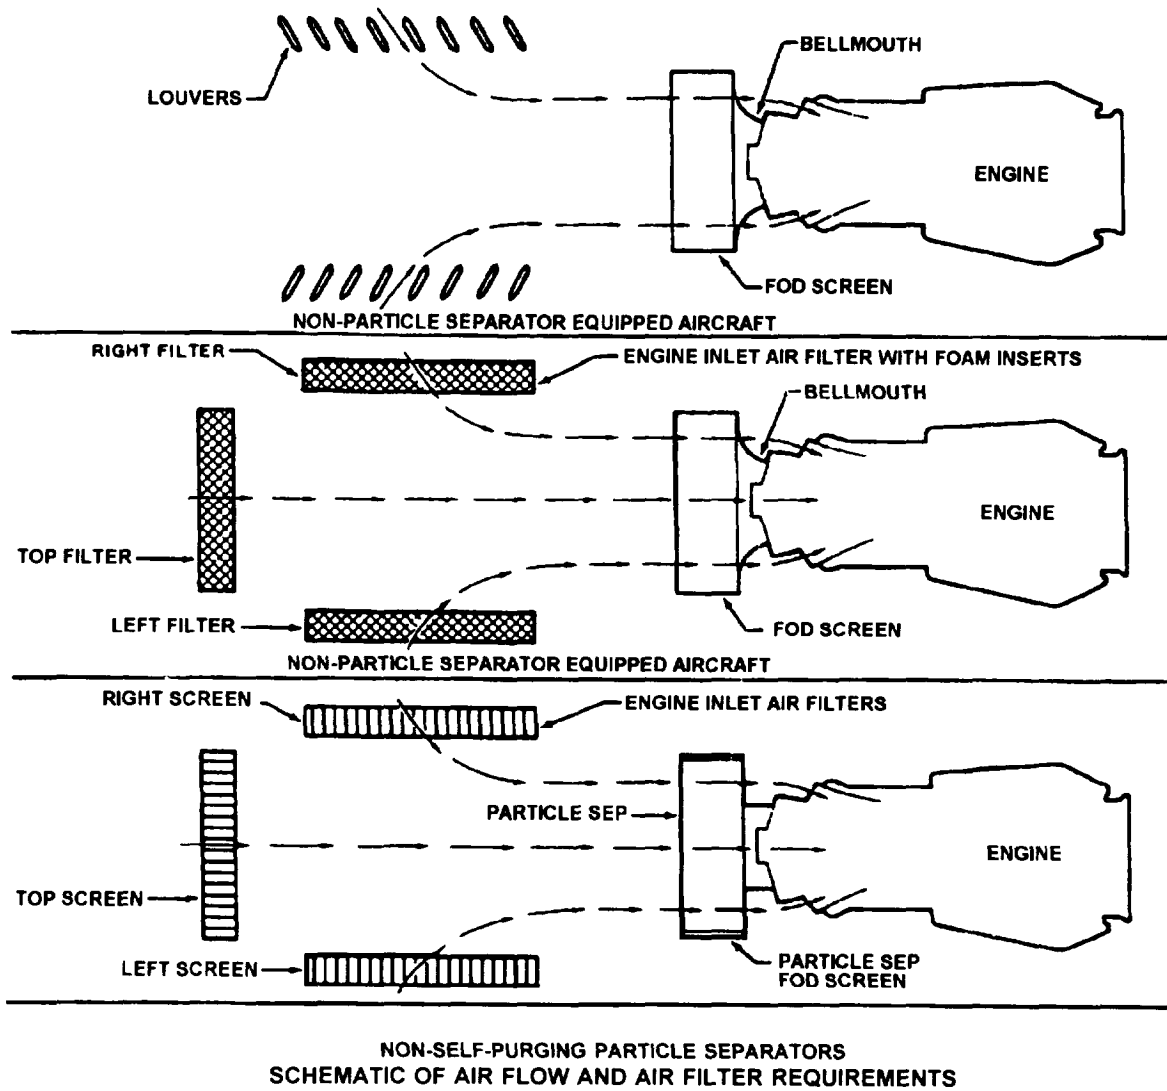 BELLMOUTH
LOUVERS
ENGINE
FOD SCREEN
NON-PARTICLE SEPARATOR EQUIPPED AIRCRAFT
RIGHT FILTER
ENGINE INLET AIR FILTER WITH FOAM INSERTS
BELLMOUTH
ENGINE
TOP FILTER
LEFT FILTER
FOD SCREEN
NON-PARTICLE SEPARATOR EQUIPPED AIRCRAFT
RIGHT SCREEN
ENGINE INLET AIR FILTERS
PARTICLE SEP
ENGINE
TOP SCREEN
LEFT SCREEN
PARTICLE SEP
FOD SCREEN
NON-SELF-PURGING PARTICLE SEPARATORS
SCHEMATIC OF AIR FLOW AND AIR FILTER REQUIREMENTS